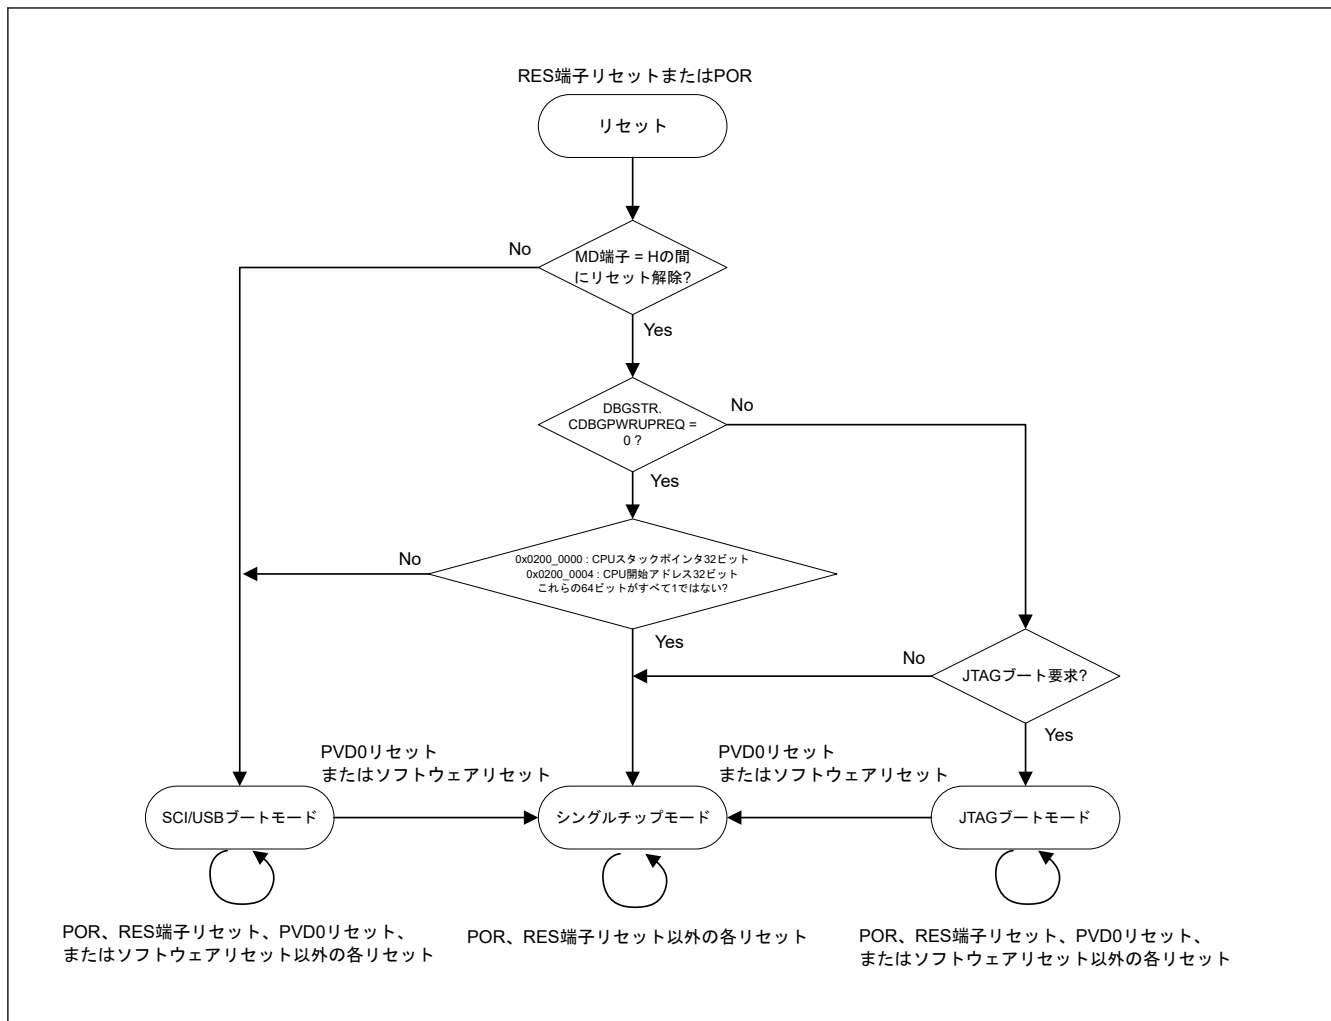 RES端子リセットまたはPOR
リセット
No
MD端子 = Hの間
にリセット解除?
Yes
DBGSTR.
CDBGPWRUPREQ =
0 ?
No
Yes
No
0x0200_0000 : CPUスタックポインタ32ビット
0x0200_0004 : CPU開始アドレス32ビット
これらの64ビットがすべて1ではない?
Yes
No
JTAGブート要求?
Yes
PVD0リセット
またはソフトウェアリセット
PVD0リセット
またはソフトウェアリセット
SCI/USBブートモード
シングルチップモード
JTAGブートモード
POR、RES端子リセット、PVD0リセット、
またはソフトウェアリセット以外の各リセット
POR、RES端子リセット以外の各リセット
POR、RES端子リセット、PVD0リセット、
またはソフトウェアリセット以外の各リセット